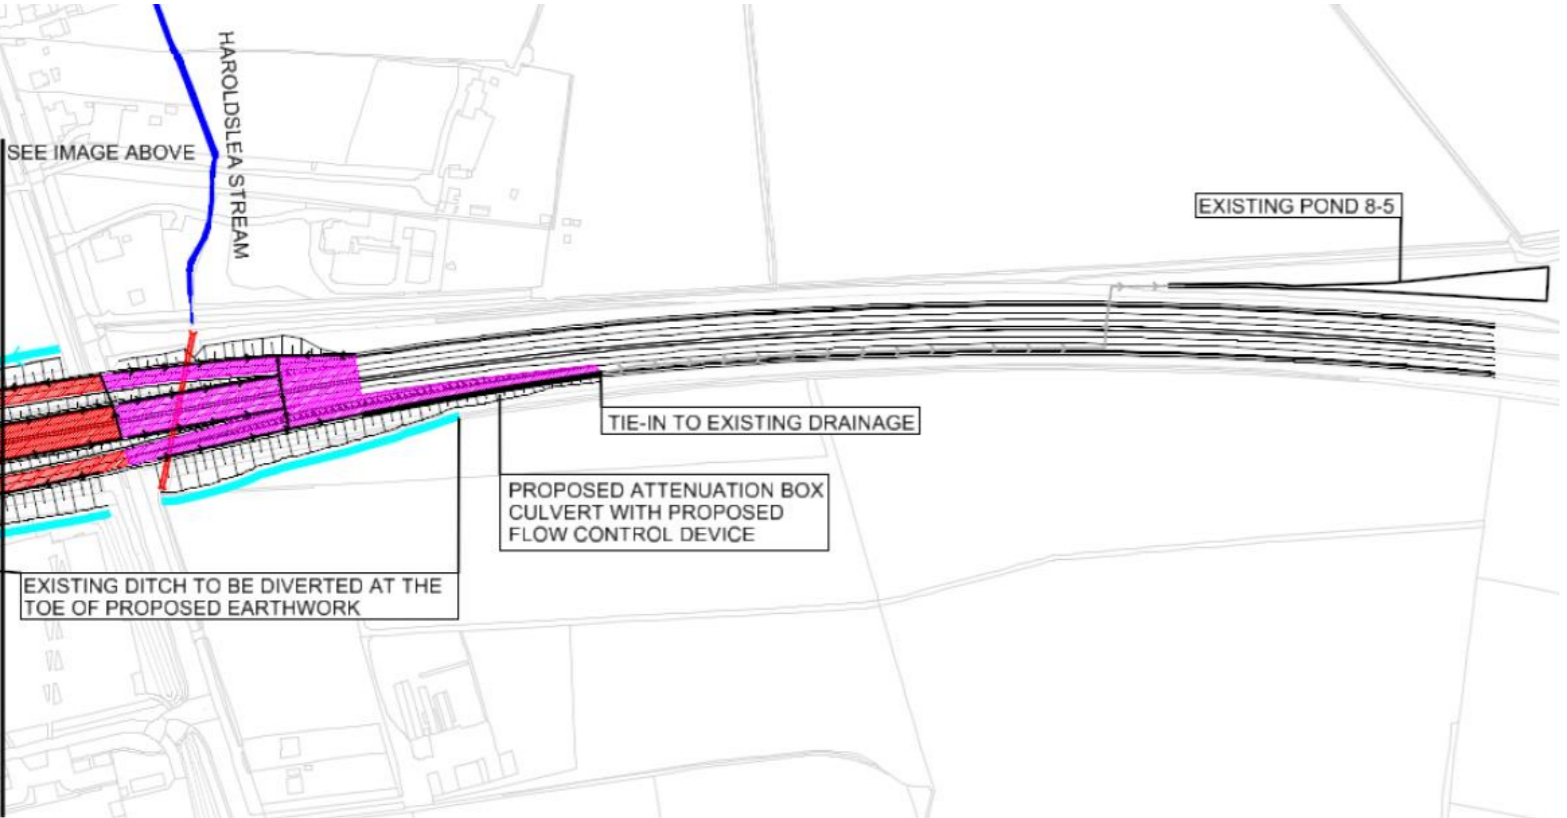 HAROLDSLEA STREAM
SEE IMAGE ABOVE
EXISTING POND 8-5
TIE-IN TO EXISTING DRAINAGE
PROPOSED ATTENUATION BOX
CULVERT WITH PROPOSED
FLOW CONTROL DEVICE
EXISTING DITCH TO BE DIVERTED AT THE
TOE OF PROPOSED EARTHWORK